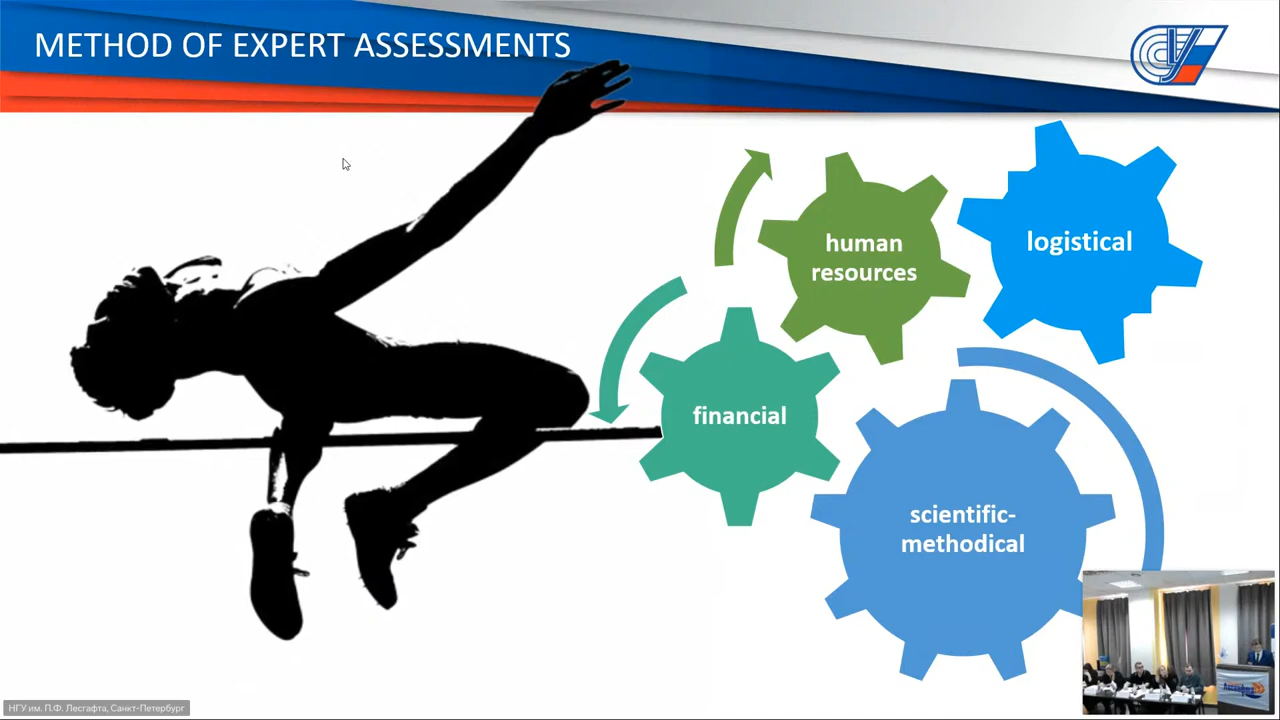 METHOD OF EXPERT ASSESSMENTS
human
resources
logistical
financial
scientific-
methodical
НГУ им. П.Ф. Лесгафта, Санкт-Петербург